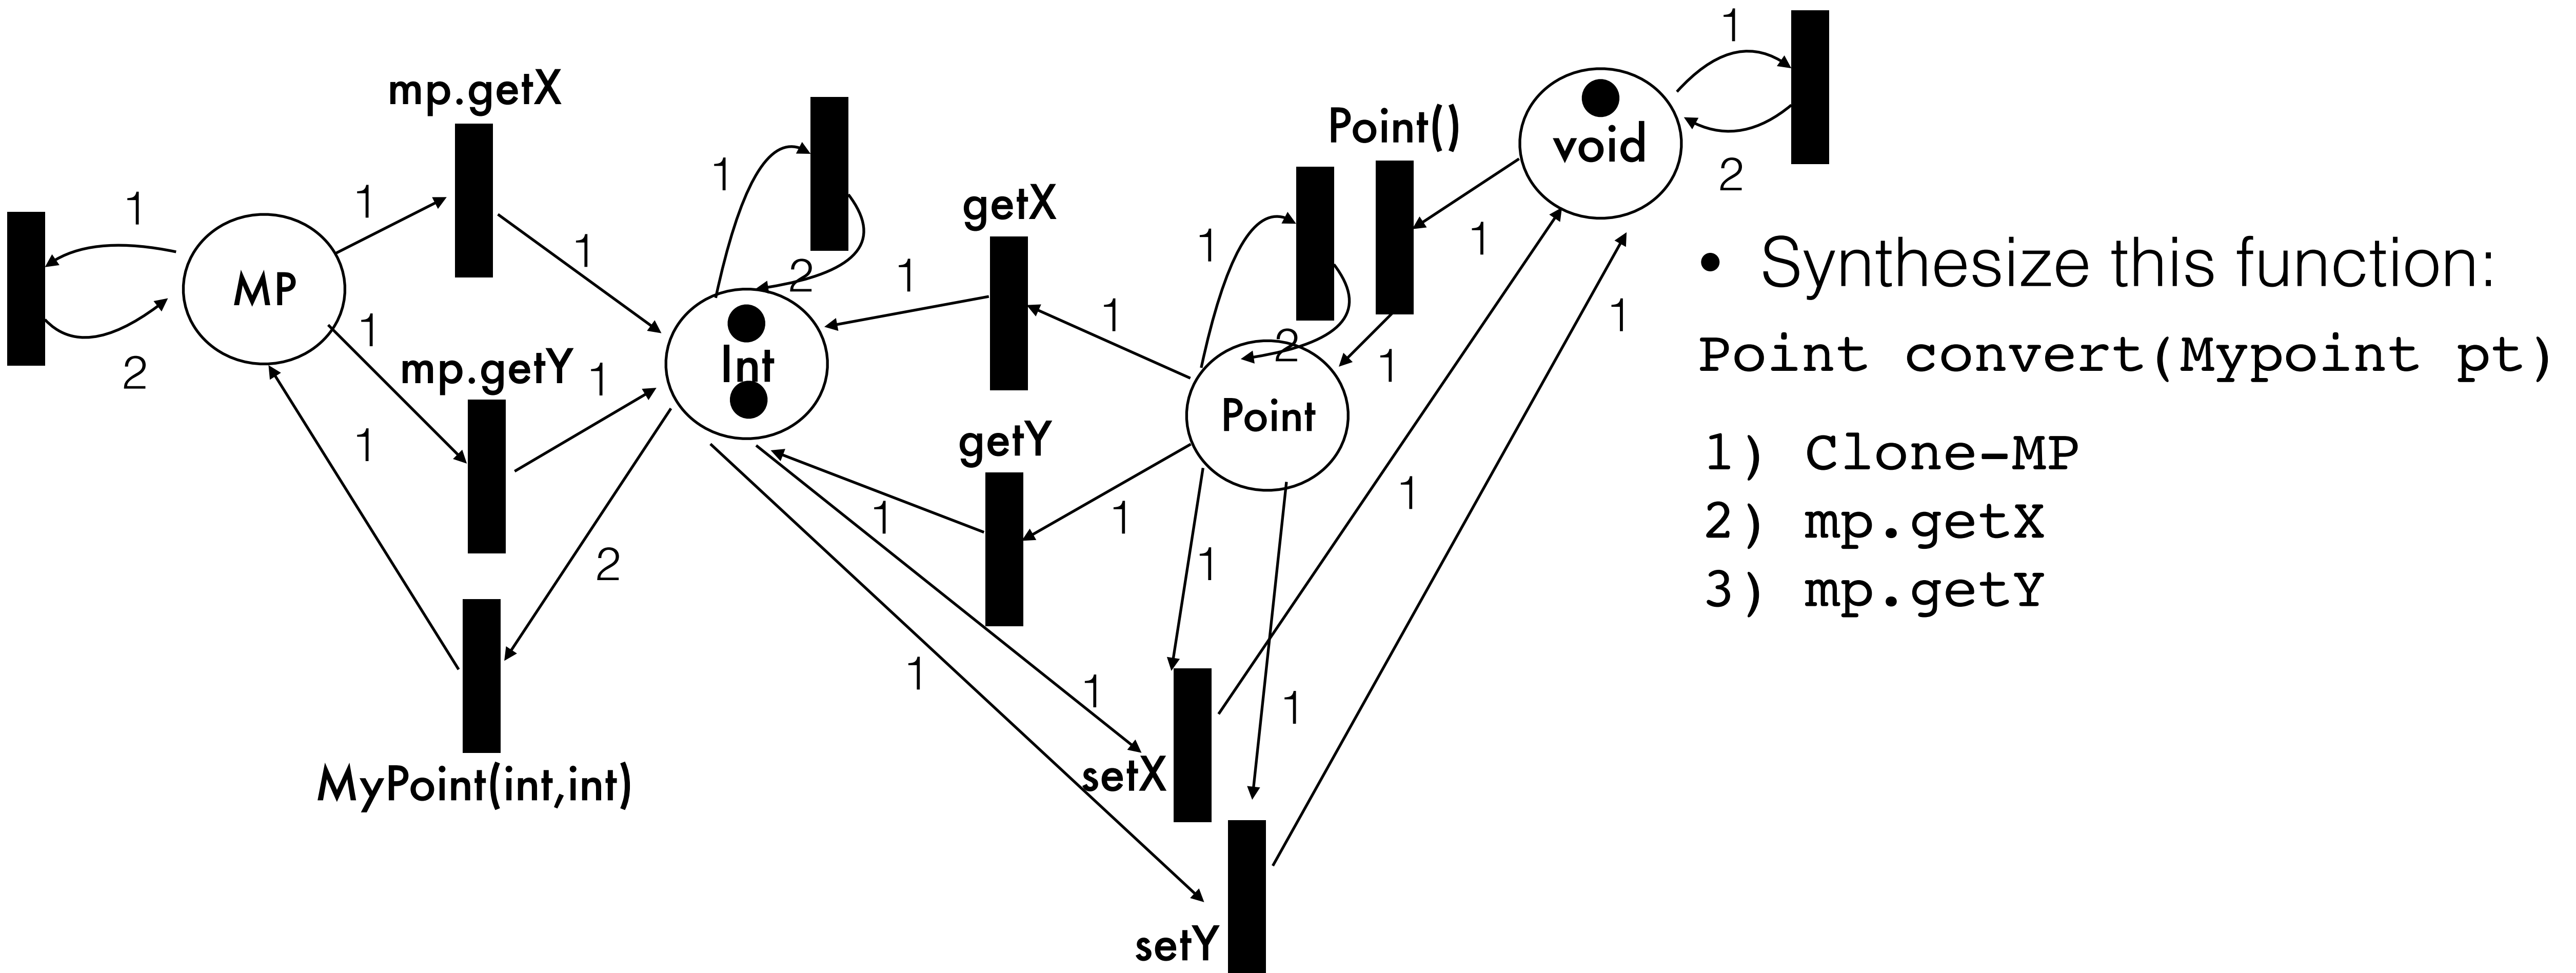 1
mp.getX
Point()
void
1
1
1
getX
2
1
1
MP
1
2
1
1
1
• Synthesize this function:
1
1
2
mp.getY
1
Int
2
1
Point convert(Mypoint pt)
Point
1
getY
1) Clone-MP
1
1
1
2) mp.getX
2
1
3) mp.getY
1
1
1
setX
MyPoint(int,int)
setY